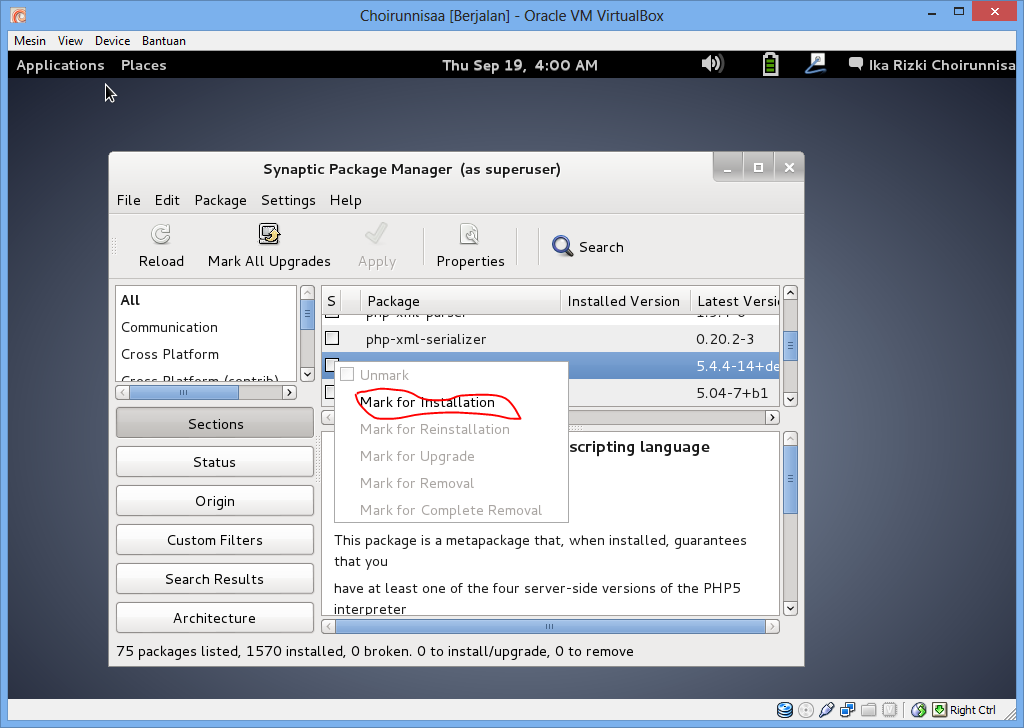 Choirunnisaa [Berjalan] - Oracle VM VirtualBox
Mesin View Device Bantuan
Applications Places Thu Sep 19, 4:00 AM Ika Rizki Choirunnisa
Synaptic Package Manager (as superuser)
File Edit Package Settings Help
Reload Mark All Upgrades Apply Properties Search
All
Communication
Cross Platform
Cross Platform (contrib)
Sections
Status
Origin
Custom Filters
Search Results
Architecture
S Package Installed Version Latest Versi
php-xml-parser
php-xml-serializer 0.20.2-3
5.4.4-14+de
5.04-7+b1
Unmark
Mark for Installation
Mark for Reinstallation
Mark for Upgrade
Mark for Removal
Mark for Complete Removal
scripting language
This package is a metapackage that, when installed, guarantees
that you
have at least one of the four server-side versions of the PHP5
interpreter
75 packages listed, 1570 installed, 0 broken. 0 to install/upgrade, 0 to remove
Right Ctrl